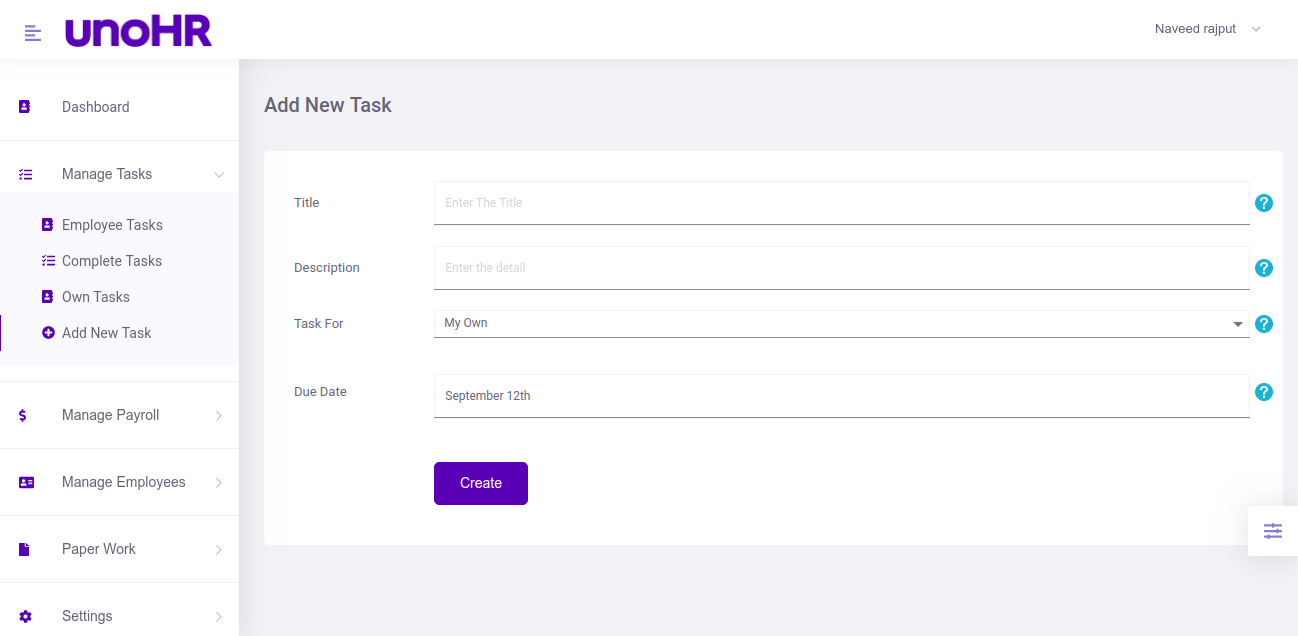 unoHR
Naveed rajput
Dashboard
Manage Tasks
Employee Tasks
Complete Tasks
Own Tasks
Add New Task
Manage Payroll
Manage Employees
Paper Work
Settings
Add New Task
Title
Enter The Title
?
Description
Enter the detail
?
Task For
My Own
?
Due Date
September 12th
?
Create